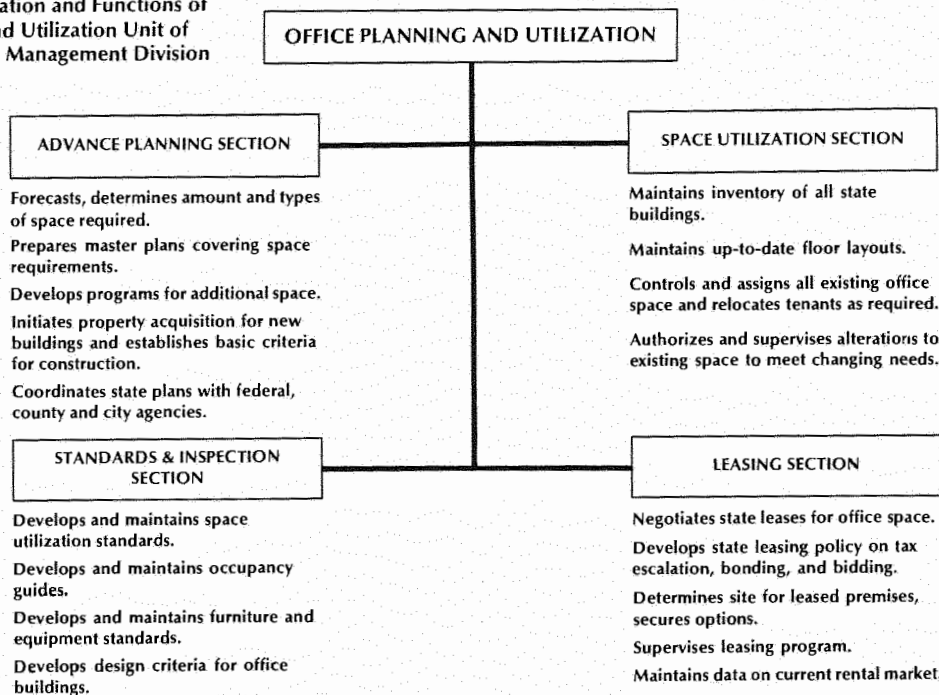 ation and Functions of
d Utilization Unit of
Management Division
OFFICE PLANNING AND UTILIZATION
ADVANCE PLANNING SECTION
Forecasts, determines amount and types
of space required.
Prepares master plans covering space
requirements.
Develops programs for additional space.
Initiates property acquisition for new
buildings and establishes basic criteria
for construction.
Coordinates state plans with federal,
county and city agencies.
SPACE UTILIZATION SECTION
Maintains inventory of all state
buildings.
Maintains up-to-date floor layouts.
Controls and assigns all existing office
space and relocates tenants as required.
Authorizes and supervises alterations to
existing space to meet changing needs.
STANDARDS & INSPECTION
SECTION
Develops and maintains space
utilization standards.
Develops and maintains occupancy
guides.
Develops and maintains furniture and
equipment standards.
Develops design criteria for office
buildings.
LEASING SECTION
Negotiates state leases for office space.
Develops state leasing policy on tax
escalation, bonding, and bidding.
Determines site for leased premises,
secures options.
Supervises leasing program.
Maintains data on current rental market